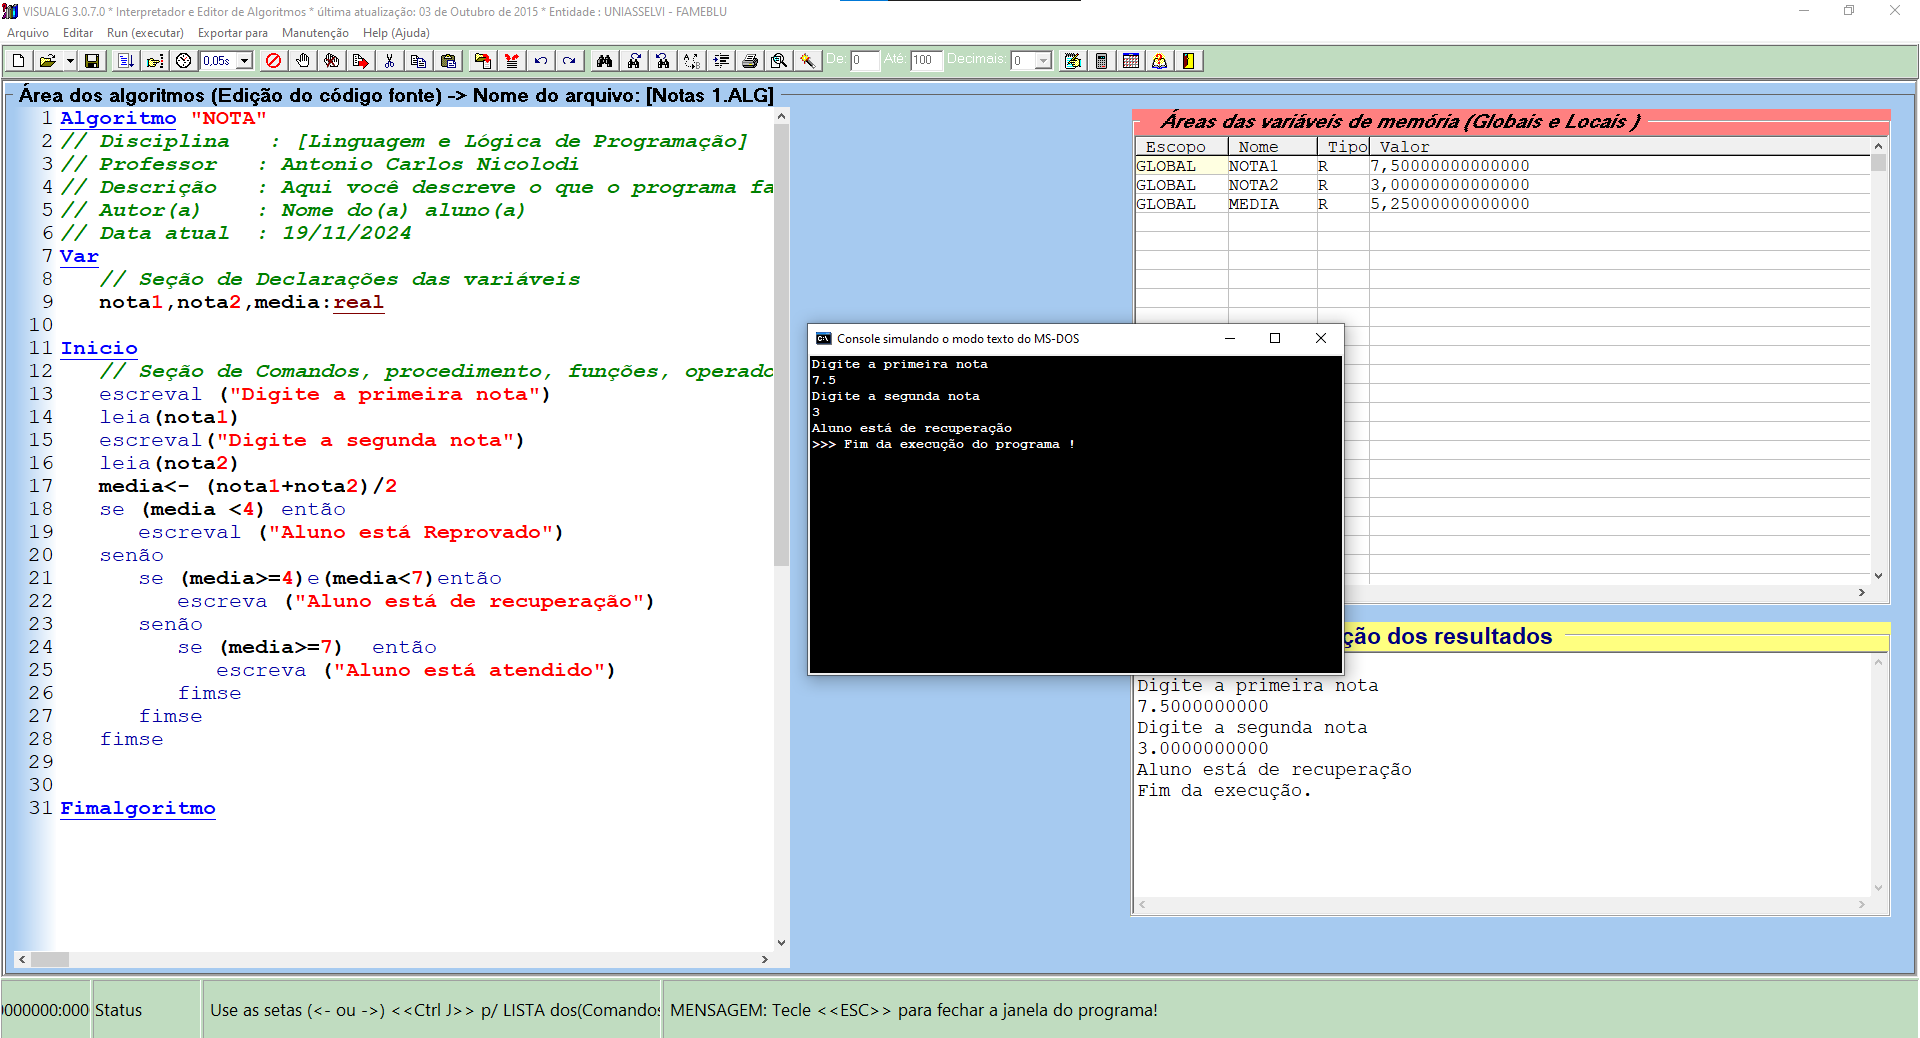 VISUALG 3.0.7.0 * Interpretador e Editor de Algoritmos * última atualização: 03 de Outubro de 2015 * Entidade : UNIASSELVI - FAMEBLU
Arquivo Editar Run (executar) Exportar para Manutenção Help (Ajuda)
0,05s De: 0 Até: 100 Decimais: 0
Área dos algoritmos (Edição do código fonte) -> Nome do arquivo: [Notas 1.ALG]
1 Algoritmo "NOTA"
2 // Disciplina : [Linguagem e Lógica de Programação]
3 // Professor : Antonio Carlos Nicolodi
4 // Descrição : Aqui você descreve o que o programa fa
5 // Autor(a) : Nome do(a) aluno(a)
6 // Data atual : 19/11/2024
7 Var
8 // Seção de Declarações das variáveis
9 nota1,nota2,media:real
10
11 Inicio
12 // Seção de Comandos, procedimento, funções, operado
13 escreval ("Digite a primeira nota")
14 leia(nota1)
15 escreval("Digite a segunda nota")
16 leia(nota2)
17 media<- (nota1+nota2)/2
18 se (media <4) então
19 escreval ("Aluno está Reprovado")
20 senão
21 se (media>=4)e(media<7)então
22 escreva ("Aluno está de recuperação")
23 senão
24 se (media>=7) então
25 escreva ("Aluno está atendido")
26 fimse
27 fimse
28 fimse
29
30
31 Fimalgoritmo
Áreas das variáveis de memória (Globais e Locais )
Escopo Nome Tipo Valor
GLOBAL NOTA1 R 7,50000000000000
GLOBAL NOTA2 R 3,00000000000000
GLOBAL MEDIA R 5,25000000000000
Console simulando o modo texto do MS-DOS
Digite a primeira nota
7.5
Digite a segunda nota
3
Aluno está de recuperação
>>> Fim da execução do programa !
ção dos resultados
Digite a primeira nota
7.5000000000
Digite a segunda nota
3.0000000000
Aluno está de recuperação
Fim da execução.
0000000:000 Status Use as setas (<- ou ->) <<Ctrl J>> p/ LISTA dos(Comandos MENSAGEM: Tecle <<ESC>> para fechar a janela do programa!